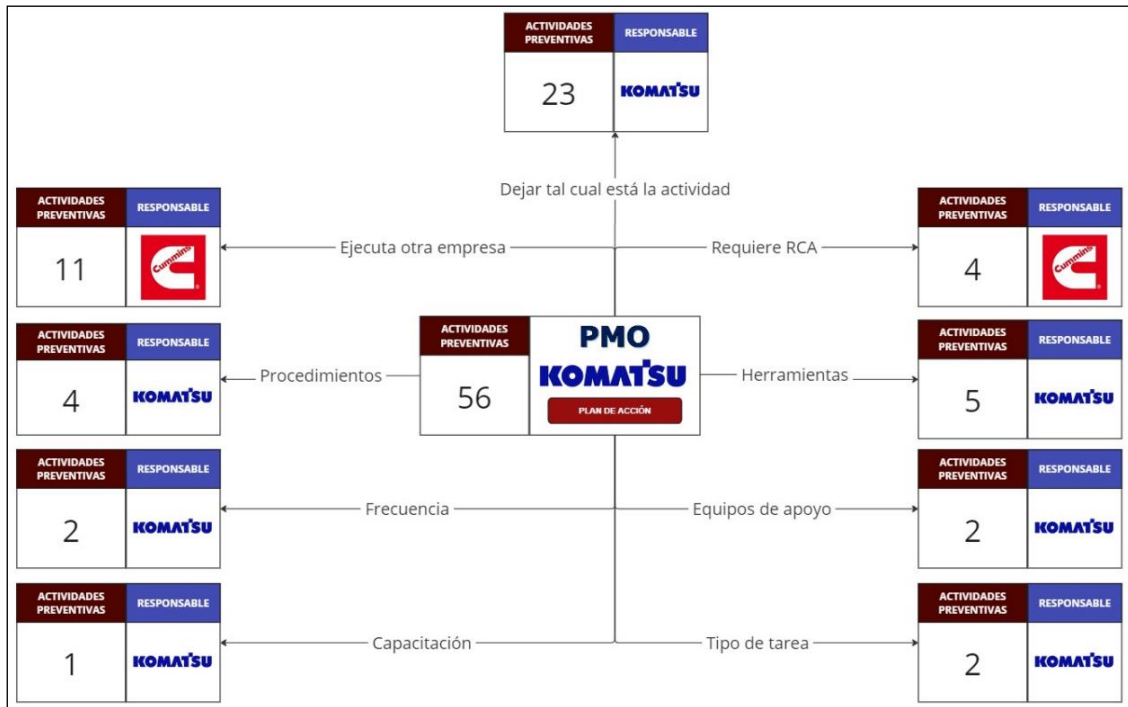 ACTIVIDADES
PREVENTIVAS
RESPONSABLE
23
KOMATSU
Dejar tal cual está la actividad
ACTIVIDADES
PREVENTIVAS
RESPONSABLE
11
Cummins
Ejecuta otra empresa
Requiere RCA
ACTIVIDADES
PREVENTIVAS
RESPONSABLE
4
Cummins
ACTIVIDADES
PREVENTIVAS
RESPONSABLE
4
KOMATSU
Procedimientos
ACTIVIDADES
PREVENTIVAS
56
PMO
KOMATSU
PLAN DE ACCIÓN
Herramientas
ACTIVIDADES
PREVENTIVAS
RESPONSABLE
5
KOMATSU
ACTIVIDADES
PREVENTIVAS
RESPONSABLE
2
KOMATSU
Frecuencia
Equipos de apoyo
ACTIVIDADES
PREVENTIVAS
RESPONSABLE
2
KOMATSU
ACTIVIDADES
PREVENTIVAS
RESPONSABLE
1
KOMATSU
Capacitación
Tipo de tarea
ACTIVIDADES
PREVENTIVAS
RESPONSABLE
2
KOMATSU